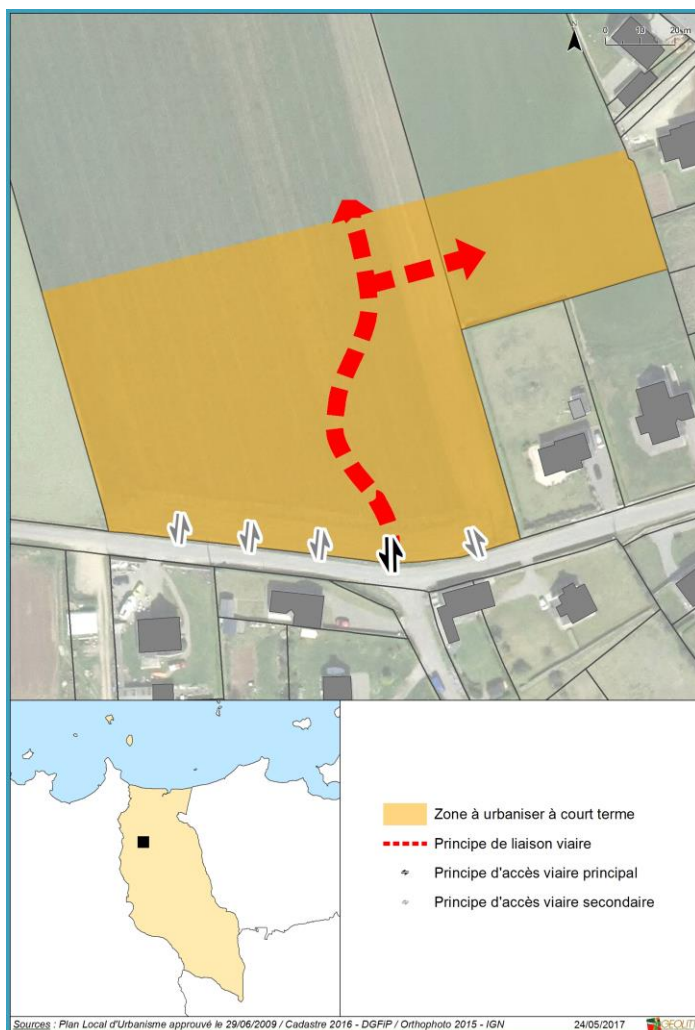 N
0 10 20m
Zone à urbaniser à court terme
Principe de liaison viaire
Principe d'accès viaire principal
Principe d'accès viaire secondaire
Sources : Plan Local d'Urbanisme approuvé le 29/06/2009 / Cadastre 2016 - DGFiP / Orthophoto 2015 - IGN 24/05/2017 GEOLIT